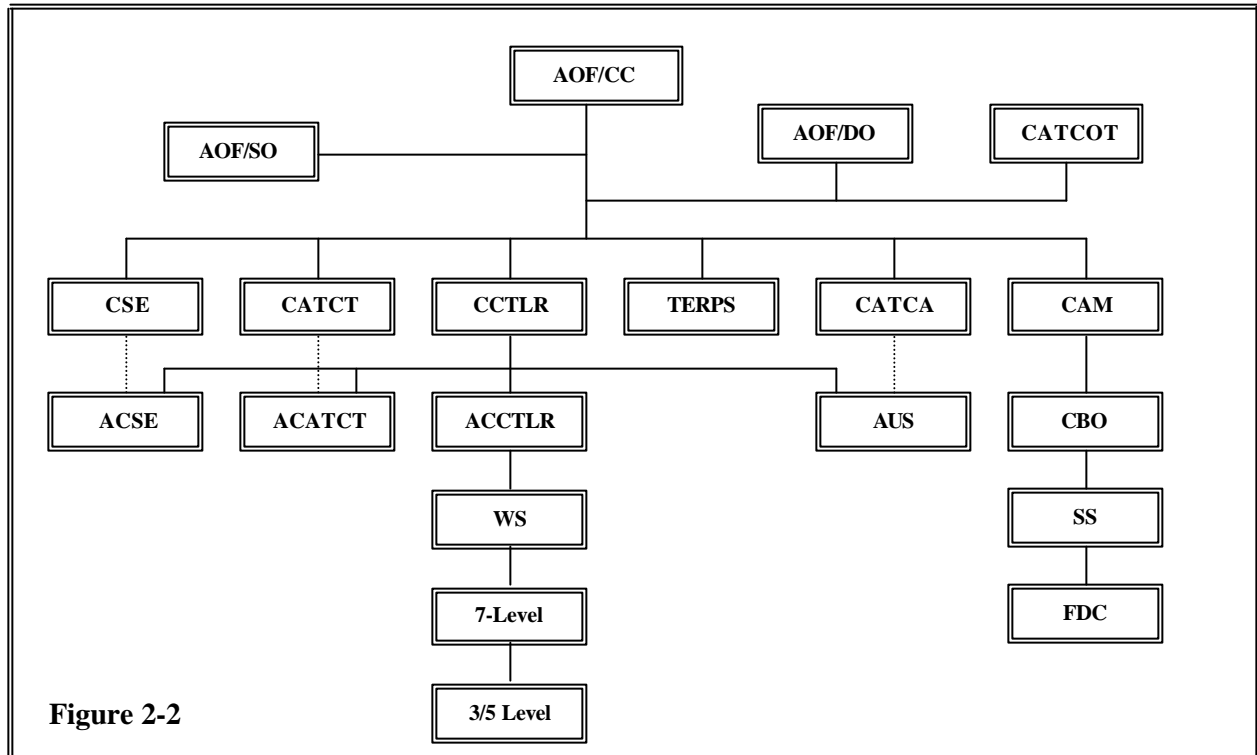 AOF/CC
AOF/SO
AOF/DO
CATCOT
CSE
CATCT
CCTLR
TERPS
CATCA
CAM
ACSE
ACATCT
ACCTLR
AUS
CBO
WS
SS
7-Level
FDC
3/5 Level
Figure 2-2